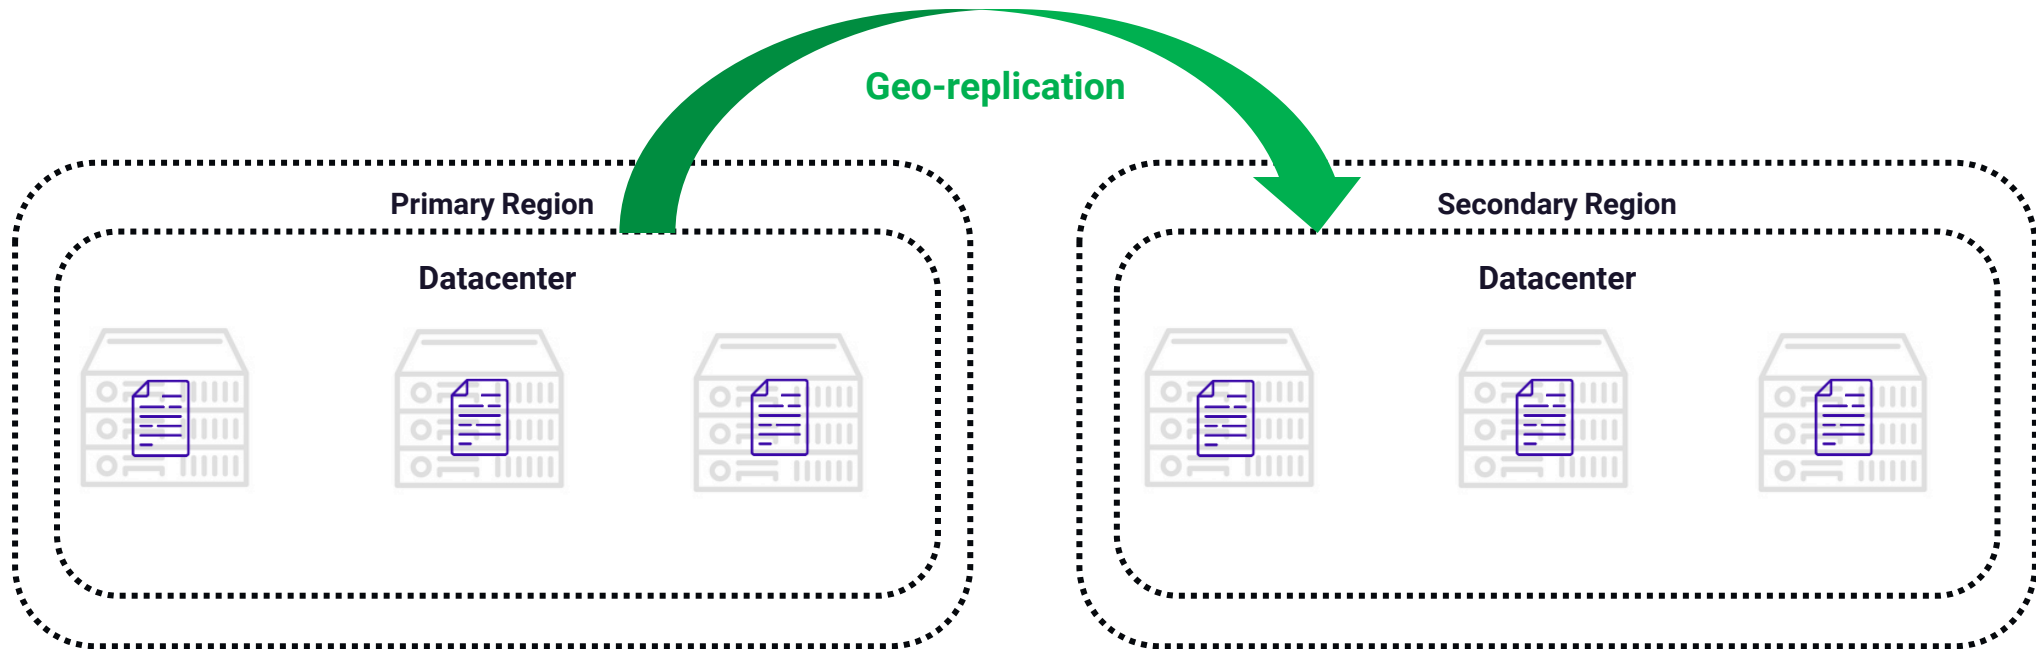 Geo-replication
Primary Region
Secondary Region
Datacenter
Datacenter